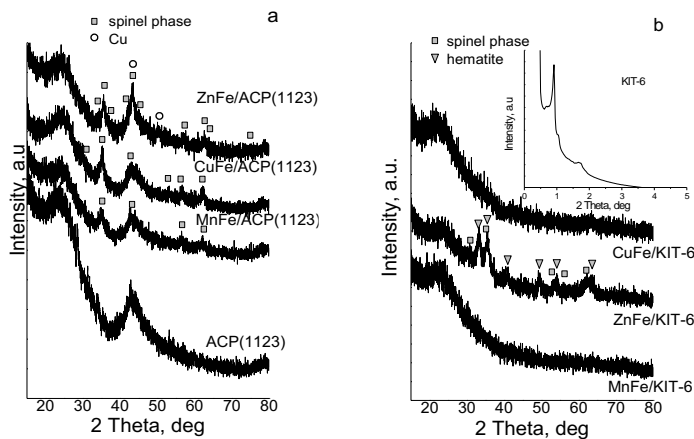 a
spinel phase
Cu
ZnFe/ACP(1123)
CuFe/ACP(1123)
MnFe/ACP(1123)
ACP(1123)
Intensity, a.u
20 30 40 50 60 70 80
2 Theta, deg
b
spinel phase
hematite
KIT-6
Intensity, a.u
0 1 2 3 4 5
2 Theta, deg
CuFe/KIT-6
ZnFe/KIT-6
MnFe/KIT-6
Intensity, a.u.
20 30 40 50 60 70 80
2 Theta, deg